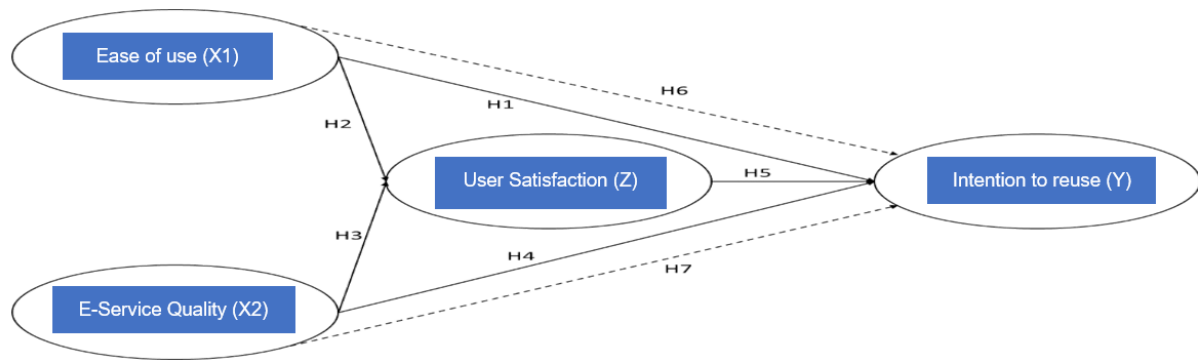 Ease of use (X1)
H6
H1
H2
User Satisfaction (Z)
H5
Intention to reuse (Y)
H3
H4
H7
E-Service Quality (X2)